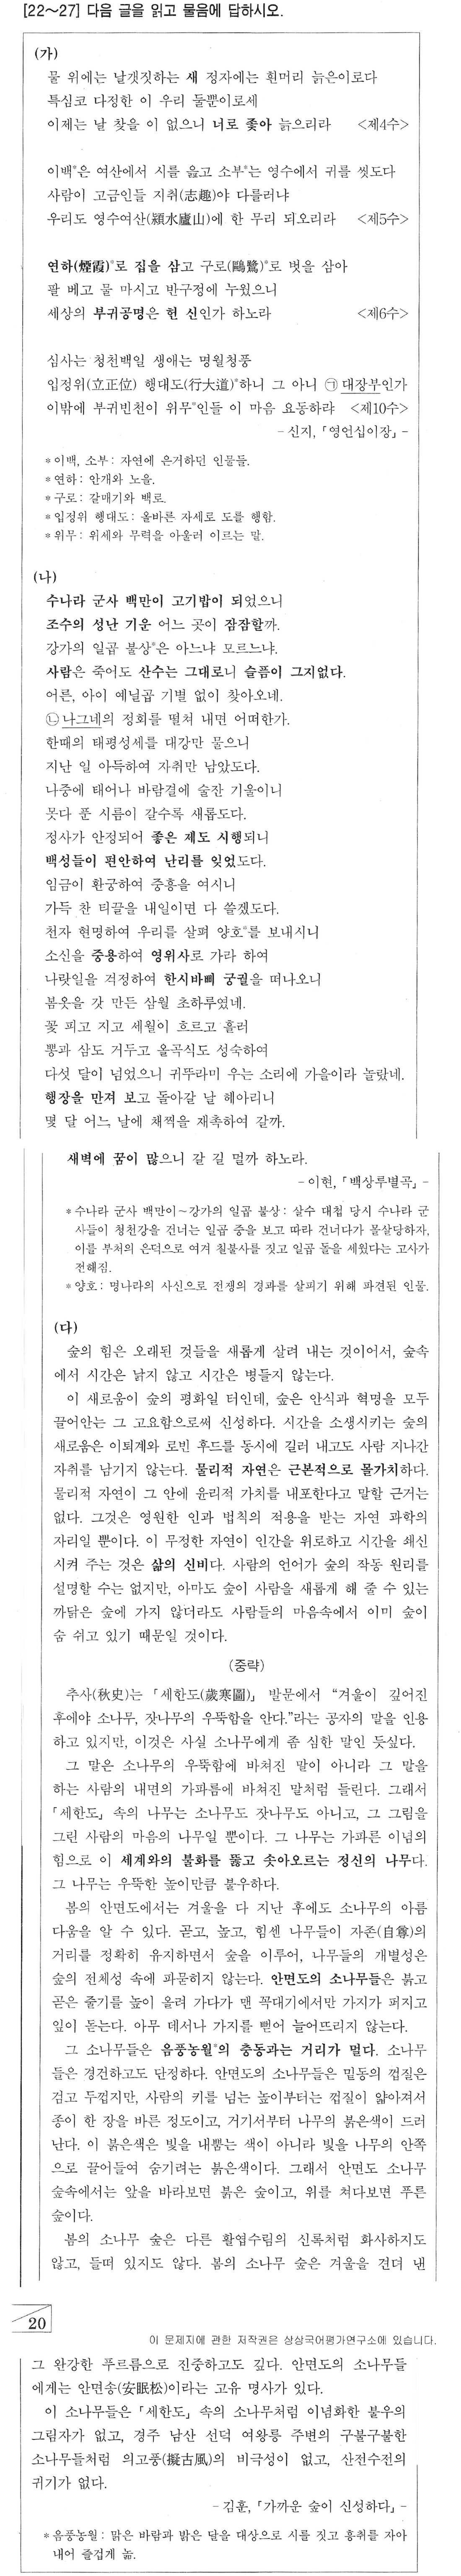 [22~27] 다음 글을 읽고 물음에 답하시오.
(가)
물 위에는 날갯짓하는 새 정자에는 흰머리 늙은이로다
특심코 다정한 이 우리 둘뿐이로세
이제는 날 찾을 이 없으니 너로 좇아 늙으리라 <제4수>
이백*은 여산에서 시를 읊고 소부*는 영수에서 귀를 씻도다
사람이 고금인들 지취(志趣)야 다를러냐
우리도 영수여산(潁水廬山)에 한 무리 되오리라 <제5수>
연하(煙霞)*로 집을 삼고 구로(鷗鷺)*로 벗을 삼아
팔 베고 물 마시고 반구정에 누웠으니
세상의 부귀공명은 헌 신인가 하노라 <제6수>
심사는 청천백일 생애는 명월청풍
입정위(立正位) 행대도(行大道)*하니 그 아니 ㉠ 대장부인가
이밖에 부귀빈천이 위무*인들 이 마음 요동하랴 <제10수>
- 신지, 「영언십이장」 -
* 이백, 소부: 자연에 은거하던 인물들.
* 연하: 안개와 노을.
* 구로: 갈매기와 백로.
* 입정위 행대도: 올바른 자세로 도를 행함.
* 위무: 위세와 무력을 아울러 이르는 말.
(나)
수나라 군사 백만이 고기밥이 되었으니
조수의 성난 기운 어느 곳이 잠잠할까.
강가의 일곱 불상*은 아느냐 모르느냐.
사람은 죽어도 산수는 그대로니 슬픔이 그지없다.
어른, 아이 예닐곱 기별 없이 찾아오네.
㉡ 나그네의 정회를 떨쳐 내면 어떠한가.
한때의 태평성세를 대강만 물으니
지난 일 아득하여 자취만 남았도다.
나중에 태어나 바람결에 술잔 기울이니
못다 푼 시름이 갈수록 새롭도다.
정사가 안정되어 좋은 제도 시행되니
백성들이 편안하여 난리를 잊었도다.
임금이 환궁하여 중흥을 여시니
가득 찬 티끌을 내일이면 다 쓸겠도다.
천자 현명하여 우리를 살펴 양호*를 보내시니
소신을 중용하여 영위사로 가라 하여
나랏일을 걱정하여 한시바삐 궁궐을 떠나오니
봄옷을 갓 만든 삼월 초하루였네.
꽃 피고 지고 세월이 흐르고 흘러
뽕과 삼도 거두고 올곡식도 성숙하여
다섯 달이 넘었으니 귀뚜라미 우는 소리에 가을이라 놀랐네.
행장을 만져 보고 돌아갈 날 헤아리니
몇 달 어느 날에 채찍을 재촉하여 갈까.
새벽에 꿈이 많으니 갈 길 멀까 하노라.
- 이현, 「백상루별곡」 -
* 수나라 군사 백만이~강가의 일곱 불상: 살수 대첩 당시 수나라 군
사들이 청천강을 건너는 일곱 중을 보고 따라 건너다가 몰살당하자,
이를 부처의 은덕으로 여겨 칠불사를 짓고 일곱 돌을 세웠다는 고사가
전해짐.
* 양호: 명나라의 사신으로 전쟁의 경과를 살피기 위해 파견된 인물.
(다)
숲의 힘은 오래된 것들을 새롭게 살려 내는 것이어서, 숲속
에서 시간은 낡지 않고 시간은 병들지 않는다.
이 새로움이 숲의 평화일 터인데, 숲은 안식과 혁명을 모두
끌어안는 그 고요함으로써 신성하다. 시간을 소생시키는 숲의
새로움은 이퇴계와 로빈 후드를 동시에 길러 내고도 사람 지나간
자취를 남기지 않는다. 물리적 자연은 근본적으로 몰가치하다.
물리적 자연이 그 안에 윤리적 가치를 내포한다고 말할 근거는
없다. 그것은 영원한 인과 법칙의 적용을 받는 자연 과학의
자리일 뿐이다. 이 무정한 자연이 인간을 위로하고 시간을 쇄신
시켜 주는 것은 삶의 신비다. 사람의 언어가 숲의 작동 원리를
설명할 수는 없지만, 아마도 숲이 사람을 새롭게 해 줄 수 있는
까닭은 숲에 가지 않더라도 사람들의 마음속에서 이미 숲이
숨 쉬고 있기 때문일 것이다.
(중략)
추사(秋史)는 「세한도(歲寒圖)」 발문에서 “겨울이 깊어진
후에야 소나무, 잣나무의 우뚝함을 안다.”라는 공자의 말을 인용
하고 있지만, 이것은 사실 소나무에게 좀 심한 말인 듯싶다.
그 말은 소나무의 우뚝함에 바쳐진 말이 아니라 그 말을
하는 사람의 내면의 가파름에 바쳐진 말처럼 들린다. 그래서
「세한도」 속의 나무는 소나무도 잣나무도 아니고, 그 그림을
그린 사람의 마음의 나무일 뿐이다. 그 나무는 가파른 이념의
힘으로 이 세계와의 불화를 뚫고 솟아오르는 정신의 나무다.
그 나무는 우뚝한 높이만큼 불우하다.
봄의 안면도에서는 겨울을 다 지난 후에도 소나무의 아름
다움을 알 수 있다. 곧고, 높고, 힘센 나무들이 자존(自尊)의
거리를 정확히 유지하면서 숲을 이루어, 나무들의 개별성은
숲의 전체성 속에 파묻히지 않는다. 안면도의 소나무들은 붉고
곧은 줄기를 높이 올려 가다가 맨 꼭대기에서만 가지가 퍼지고
잎이 돋는다. 아무 데서나 가지를 뻗어 늘어뜨리지 않는다.
그 소나무들은 음풍농월*의 충동과는 거리가 멀다. 소나무
들은 경건하고도 단정하다. 안면도의 소나무들은 밑동의 껍질은
검고 두껍지만, 사람의 키를 넘는 높이부터는 껍질이 얇아져서
종이 한 장을 바른 정도이고, 거기서부터 나무의 붉은색이 드러
난다. 이 붉은색은 빛을 내뿜는 색이 아니라 빛을 나무의 안쪽
으로 끌어들여 숨기려는 붉은색이다. 그래서 안면도 소나무
숲속에서는 앞을 바라보면 붉은 숲이고, 위를 쳐다보면 푸른
숲이다.
봄의 소나무 숲은 다른 활엽수림의 신록처럼 화사하지도
않고, 들떠 있지도 않다. 봄의 소나무 숲은 겨울을 견뎌 낸
20
이 문제지에 관한 저작권은 상상국어평가연구소에 있습니다.
그 완강한 푸르름으로 진중하고도 깊다. 안면도의 소나무들
에게는 안면송(安眠松)이라는 고유 명사가 있다.
이 소나무들은 「세한도」 속의 소나무처럼 이념화한 불우의
그림자가 없고, 경주 남산 선덕 여왕릉 주변의 구불구불한
소나무들처럼 의고풍(擬古風)의 비극성이 없고, 산전수전의
귀기가 없다.
- 김훈, 「가까운 숲이 신성하다」 -
* 음풍농월: 맑은 바람과 밝은 달을 대상으로 시를 짓고 흥취를 자아
내어 즐겁게 놂.